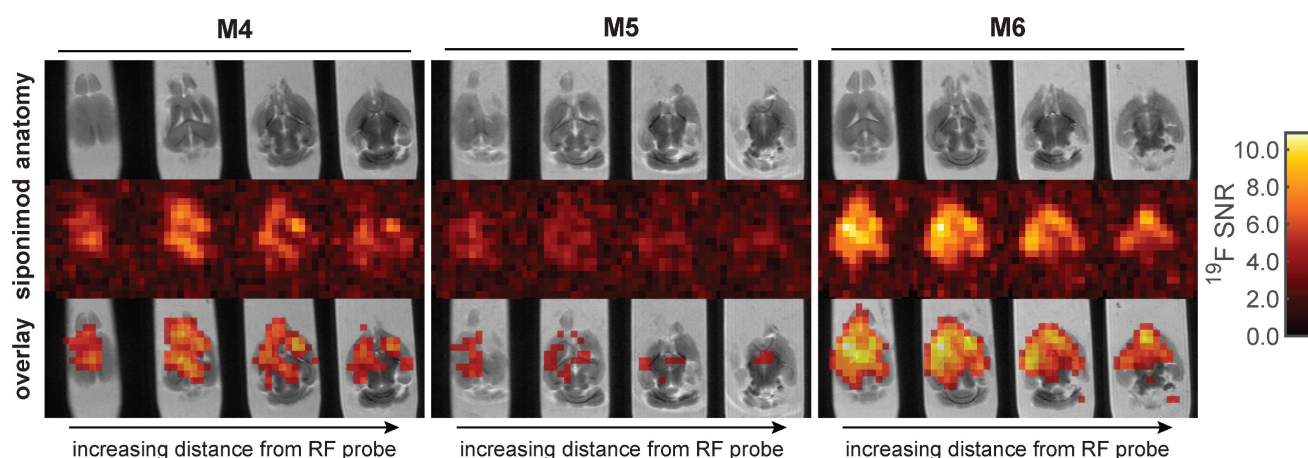 M4
M5
M6
anatomy
siponimod
overlay
10.0
8.0
6.0
4.0
2.0
0.0
¹⁹F SNR
increasing distance from RF probe
increasing distance from RF probe
increasing distance from RF probe